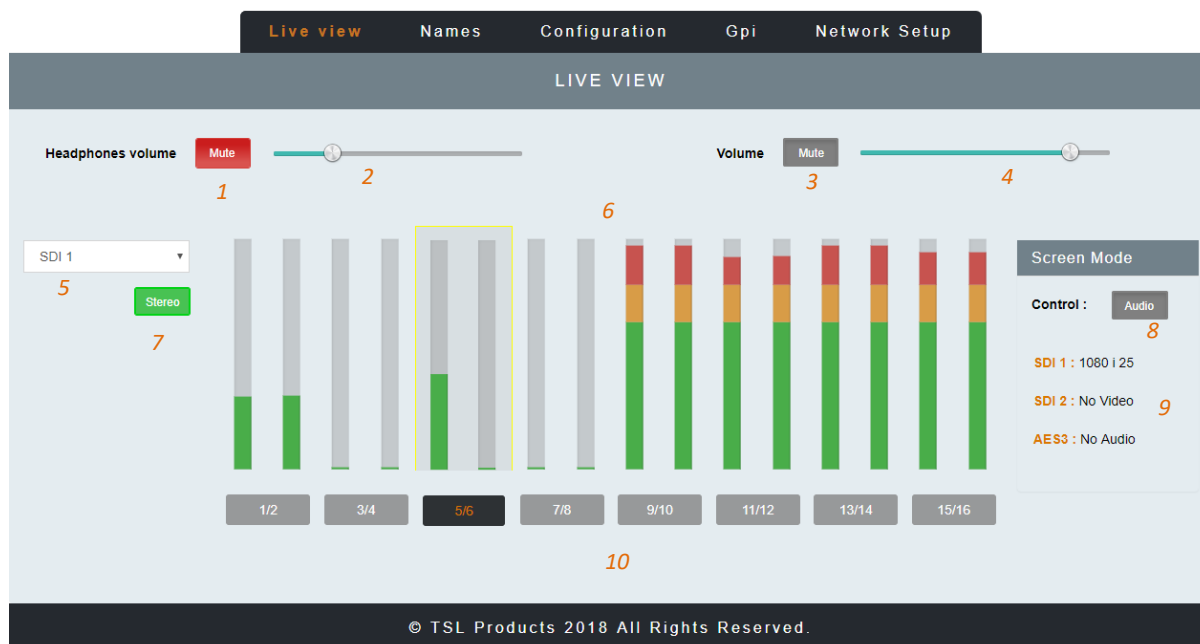 Live view Names Configuration Gpi Network Setup
LIVE VIEW
Headphones volume Mute Volume Mute
1 2 3 4
6
SDI 1
5
Stereo
7
Screen Mode
Control : Audio
8
SDI 1 : 1080 i 25
SDI 2 : No Video
9
AES3 : No Audio
1/2 3/4 5/6 7/8 9/10 11/12 13/14 15/16
10
© TSL Products 2018 All Rights Reserved.